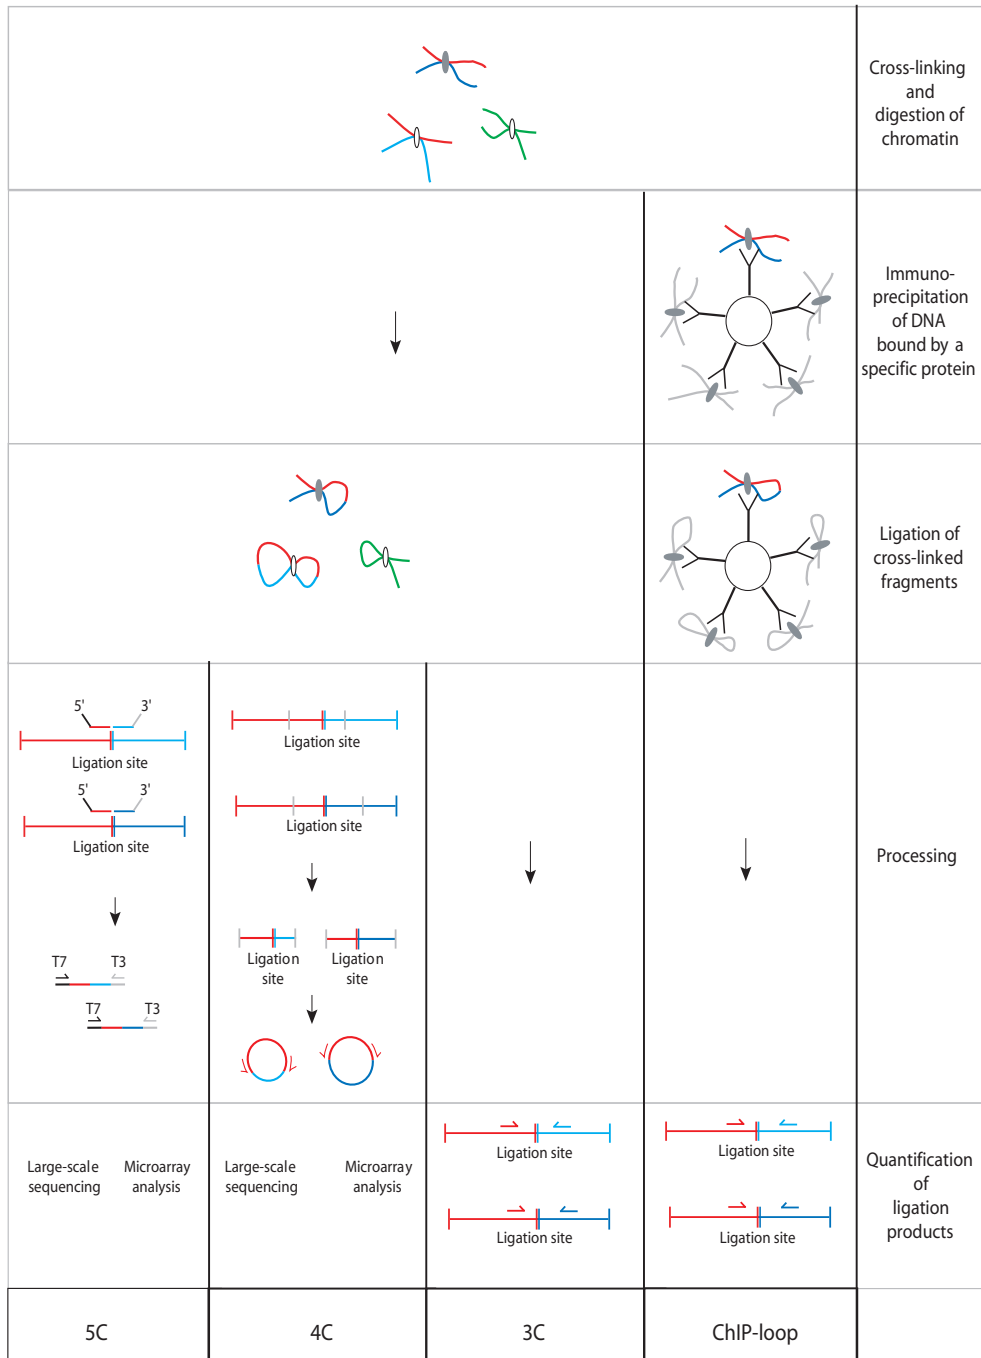 Cross-linking
and
digestion of
chromatin
Immuno-
precipitation
of DNA
bound by a
specific protein
Ligation of
cross-linked
fragments
5' 3'
Ligation site
5' 3'
Ligation site
T7 T3
T7 T3
Ligation site
Ligation site
Ligation
site
Ligation
site
Processing
Large-scale
sequencing
Microarray
analysis
Large-scale
sequencing
Microarray
analysis
Ligation site
Ligation site
Ligation site
Ligation site
Quantification
of
ligation
products
5C
4C
3C
ChIP-loop